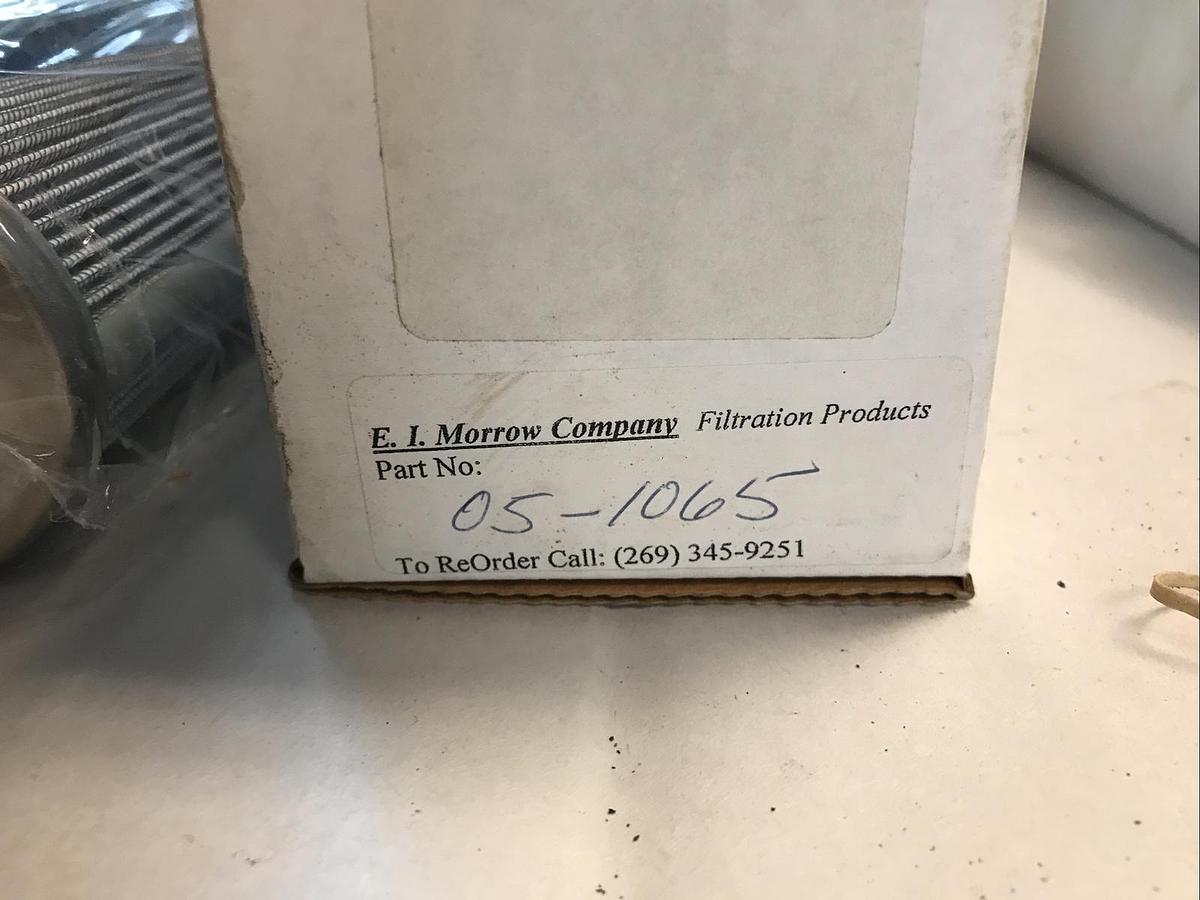 E. I. Morrow Company Filtration Products
Part No:
05-1065
To ReOrder Call: (269) 345-9251